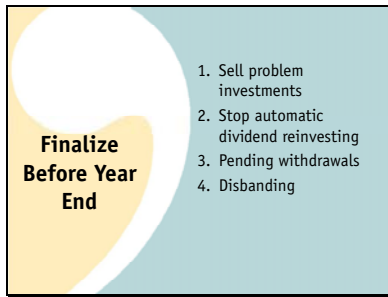 Finalize
Before Year
End
1. Sell problem
investments
2. Stop automatic
dividend reinvesting
3. Pending withdrawals
4. Disbanding